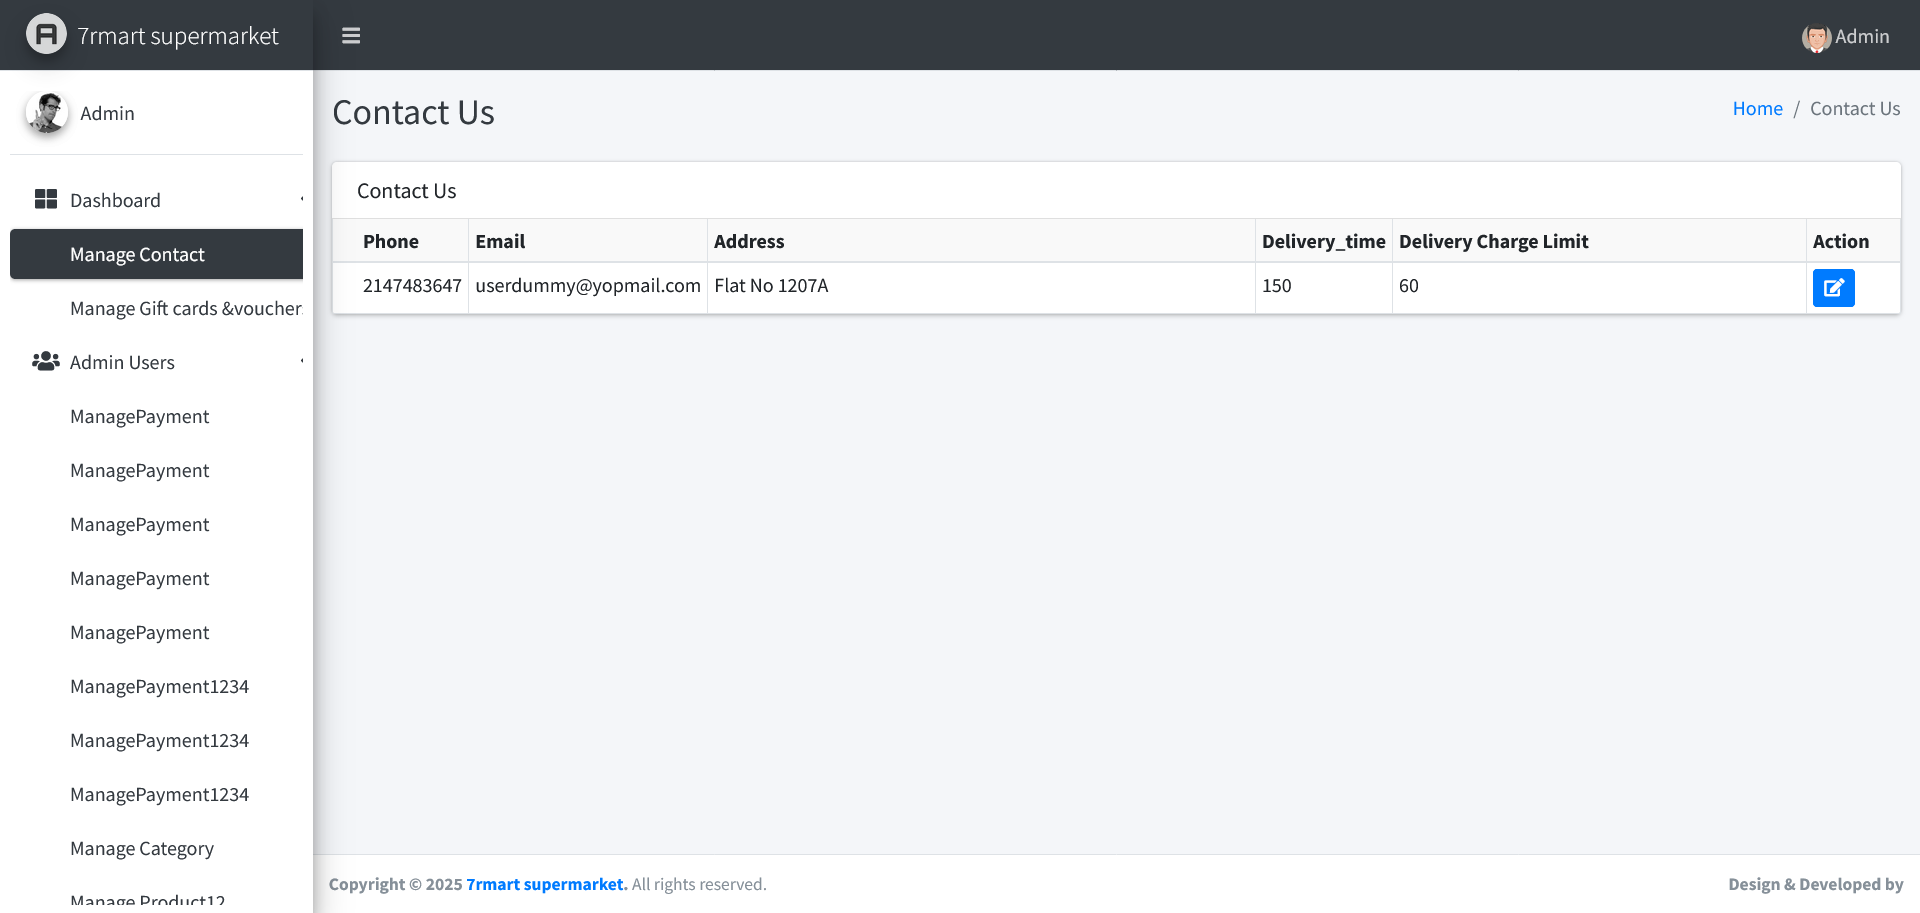 7rmart supermarket
Admin
Admin
Contact Us
Home / Contact Us
Dashboard
Manage Contact
Manage Gift cards &voucher
Admin Users
ManagePayment
ManagePayment
ManagePayment
ManagePayment
ManagePayment
ManagePayment1234
ManagePayment1234
ManagePayment1234
Manage Category
Manage Product12
Contact Us
Phone Email Address Delivery_time Delivery Charge Limit Action
2147483647 userdummy@yopmail.com Flat No 1207A 150 60
Copyright © 2025 7rmart supermarket. All rights reserved.
Design & Developed by